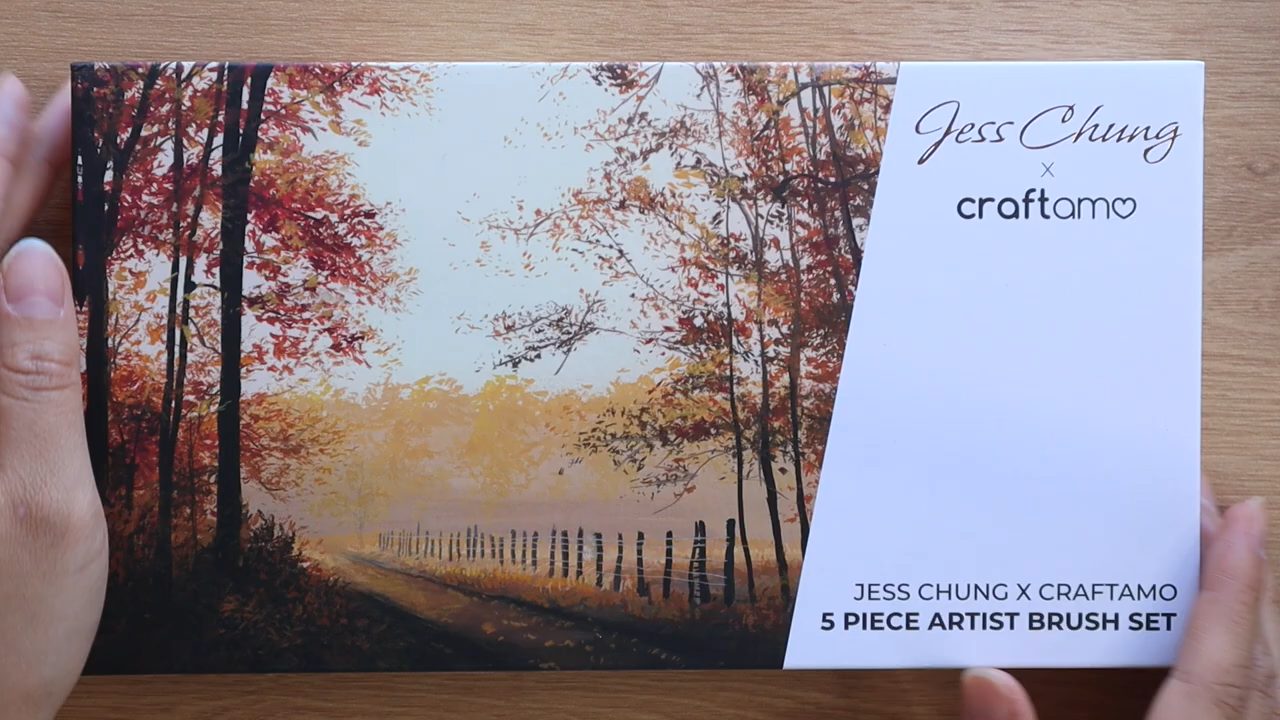 Jess Chung
x
craftamo
JESS CHUNG X CRAFTAMO
5 PIECE ARTIST BRUSH SET